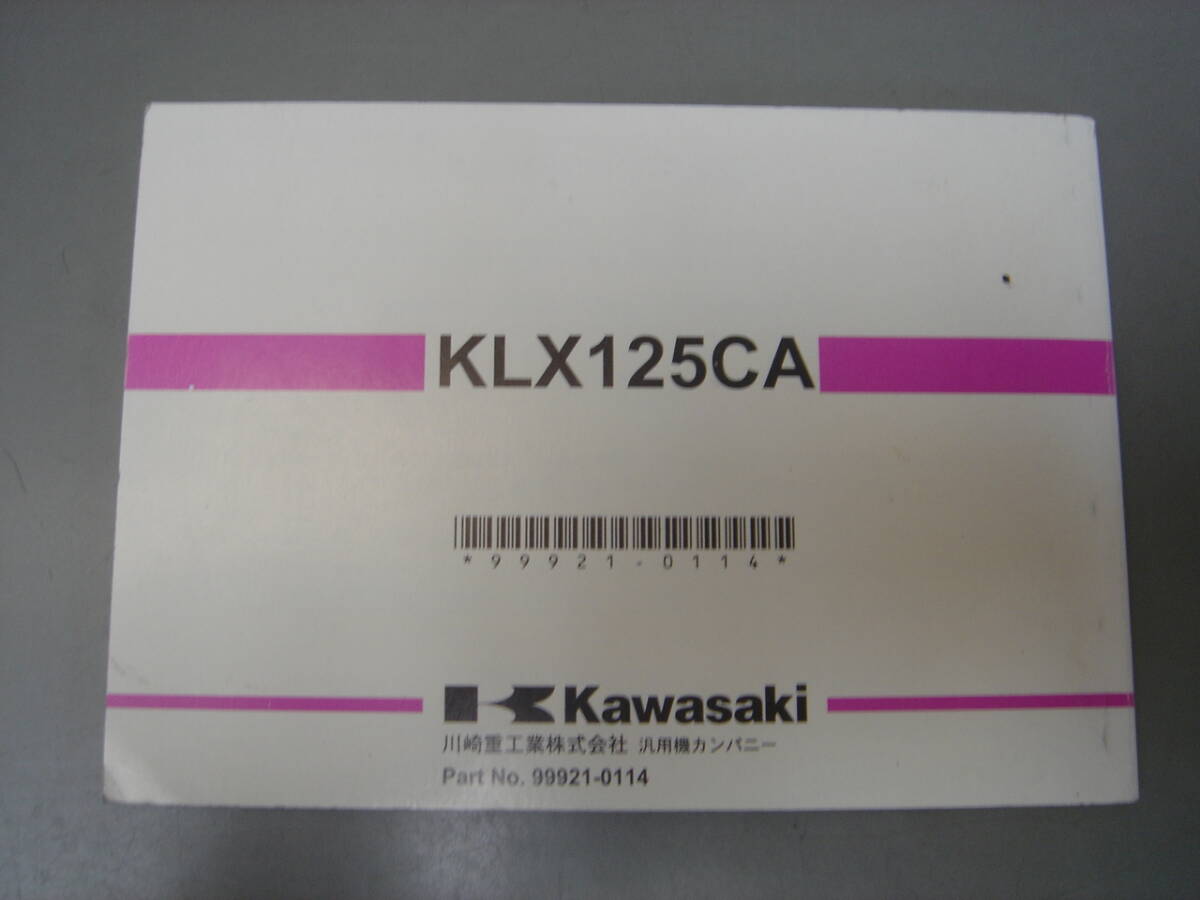 KLX125CA
*99921-0114*
Kawasaki
川崎重工業株式会社 汎用機カンパニー
Part No. 99921-0114